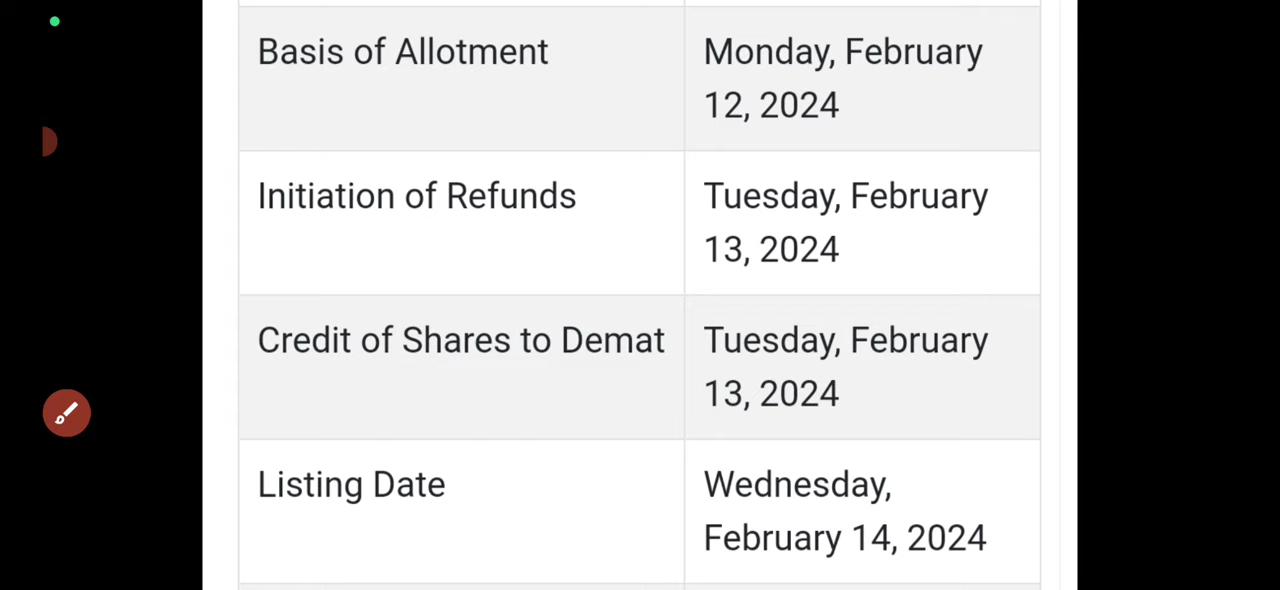 Basis of Allotment
Monday, February
12, 2024
Initiation of Refunds
Tuesday, February
13, 2024
Credit of Shares to Demat
Tuesday, February
13, 2024
Listing Date
Wednesday,
February 14, 2024